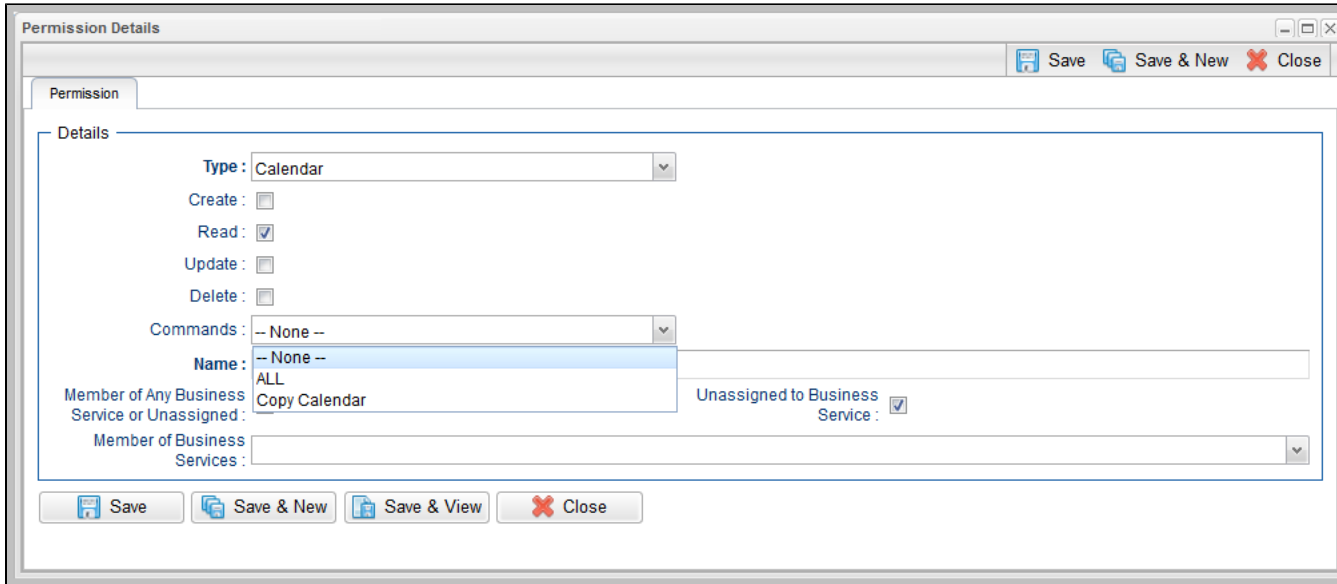 Permission Details
Save Save & New Close
Permission
Details
Type : Calendar
Create :
Read :
Update :
Delete :
Commands : -- None --
Name : -- None --
ALL
Copy Calendar
Member of Any Business
Service or Unassigned :
Unassigned to Business
Service :
Member of Business
Services :
Save Save & New Save & View Close